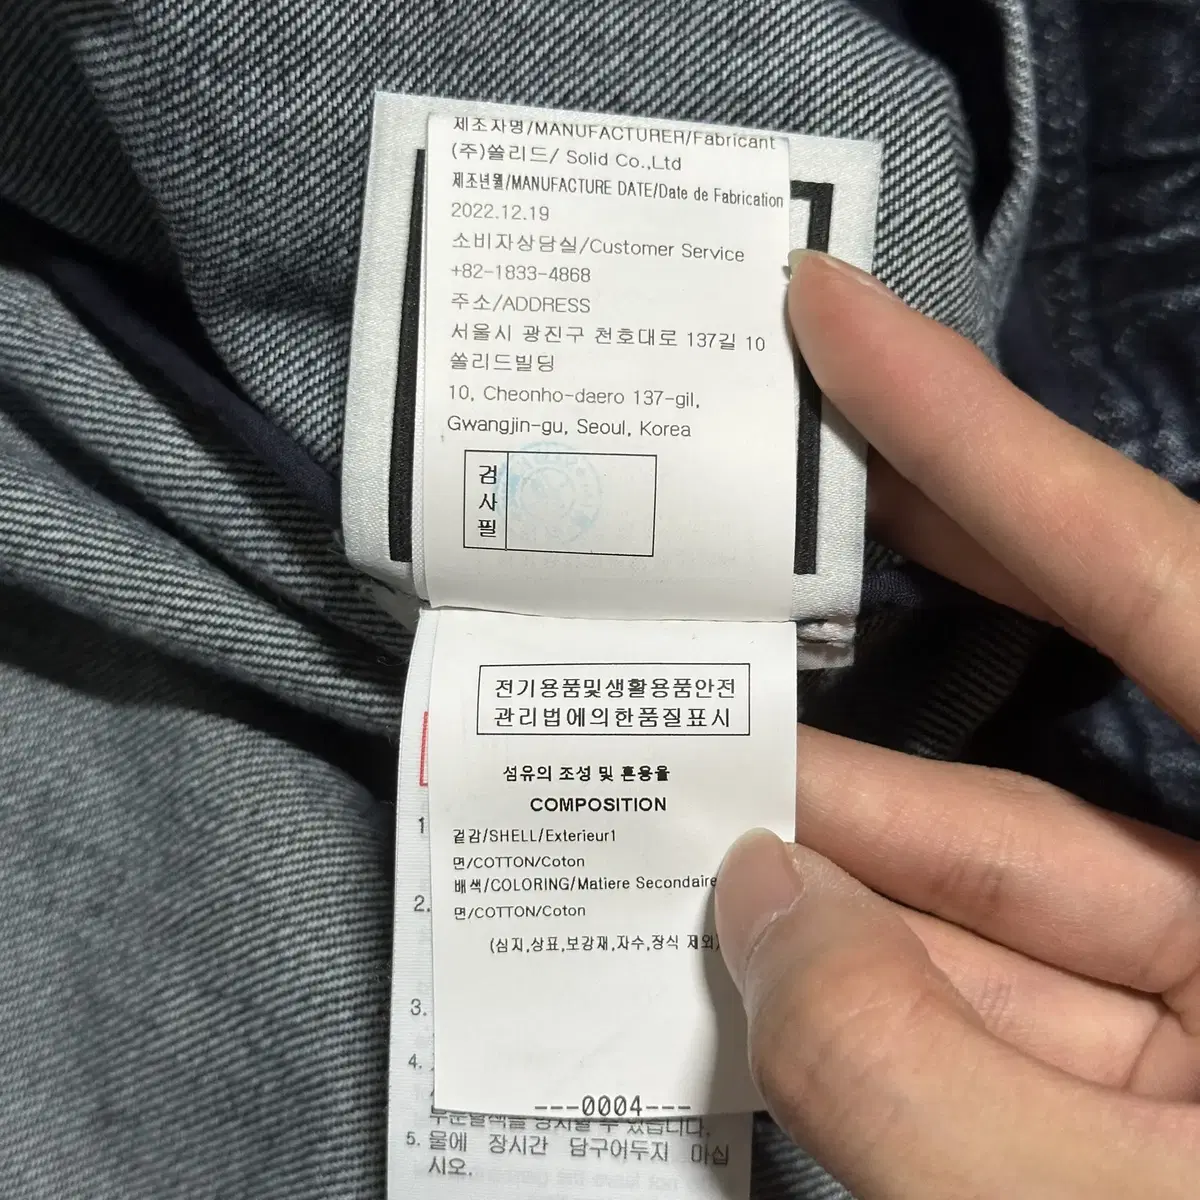 제조자명/MANUFACTURER/Fabricant
(주)쏠리드/ Solid Co.,Ltd
제조년월/MANUFACTURE DATE/Date de Fabrication
2022.12.19
소비자상담실/Customer Service
+82-1833-4868
주소/ADDRESS
서울시 광진구 천호대로 137길 10
쏠리드빌딩
10, Cheonho-daero 137-gil,
Gwangjin-gu, Seoul, Korea
검
사
필
전기용품및생활용품안전
관리법에의한품질표시
섬유의 조성 및 혼용율
COMPOSITION
겉감/SHELL/Exterieur1
면/COTTON/Coton
배색/COLORING/Matiere Secondaire
면/COTTON/Coton
(심지,상표,보강재,자수,장식 제외)
---0004---
1
2.
3.
4.
수 있습니다.
5. 물에 장시간 담구어두지 마십
시오.